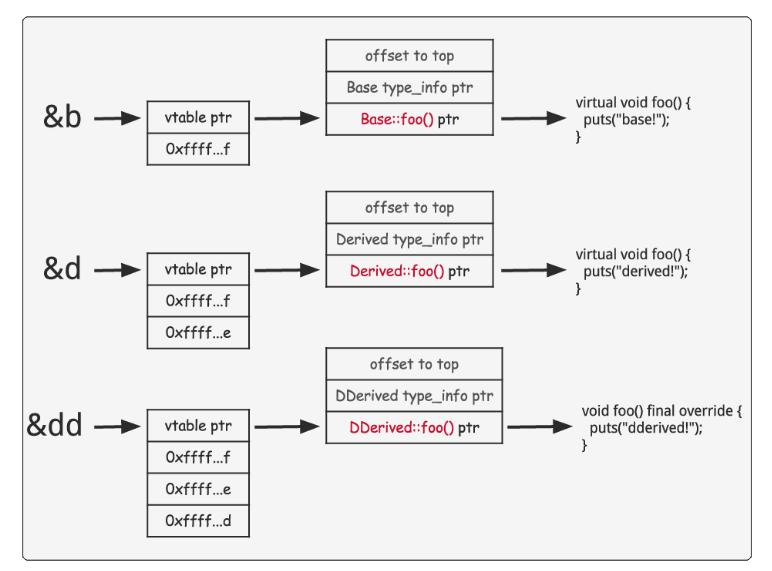 &b
vtable ptr
0xffff...f
offset to top
Base type_info ptr
Base::foo() ptr
virtual void foo() {
puts("base!");
}
&d
vtable ptr
0xffff...f
0xffff...e
offset to top
Derived type_info ptr
Derived::foo() ptr
virtual void foo() {
puts("derived!");
}
&dd
vtable ptr
0xffff...f
0xffff...e
0xffff...d
offset to top
DDerived type_info ptr
DDerived::foo() ptr
void foo() final override {
puts("dderived!");
}